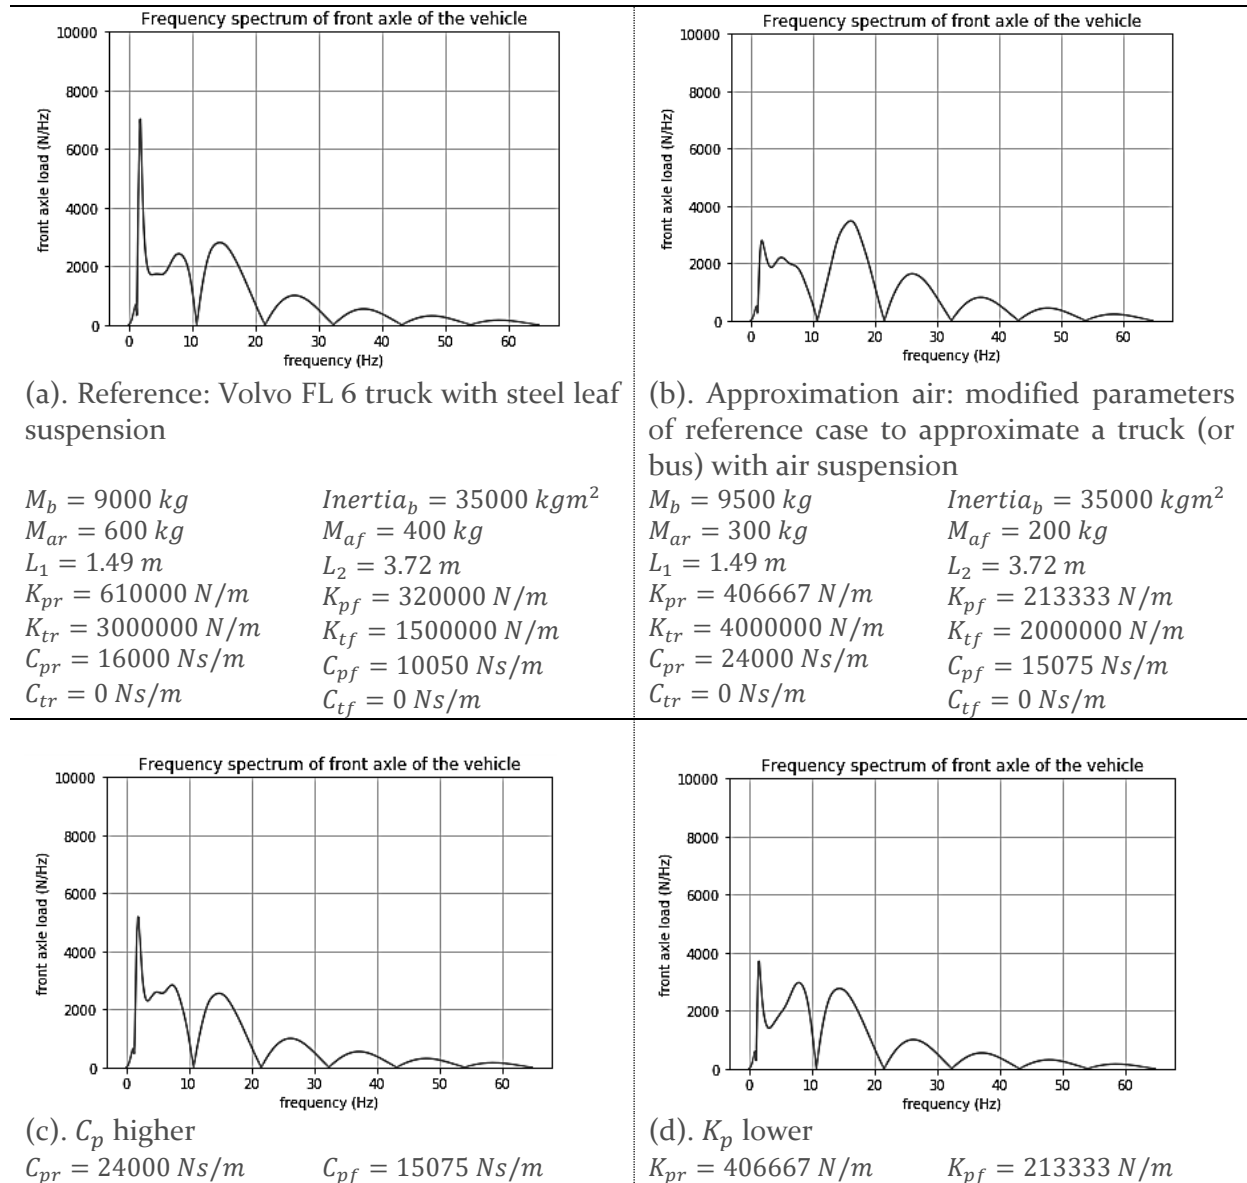 Frequency spectrum of front axle of the vehicle
10000
8000
6000
4000
2000
0
front axle load (N/Hz)
0 10 20 30 40 50 60
frequency (Hz)
(a). Reference: Volvo FL 6 truck with steel leaf
suspension
M_b = 9000 kg Inertia_b = 35000 kgm²
M_ar = 600 kg M_af = 400 kg
L_1 = 1.49 m L_2 = 3.72 m
K_pr = 610000 N/m K_pf = 320000 N/m
K_tr = 3000000 N/m K_tf = 1500000 N/m
C_pr = 16000 Ns/m C_pf = 10050 Ns/m
C_tr = 0 Ns/m C_tf = 0 Ns/m
Frequency spectrum of front axle of the vehicle
10000
8000
6000
4000
2000
0
front axle load (N/Hz)
0 10 20 30 40 50 60
frequency (Hz)
(b). Approximation air: modified parameters
of reference case to approximate a truck (or
bus) with air suspension
M_b = 9500 kg Inertia_b = 35000 kgm²
M_ar = 300 kg M_af = 200 kg
L_1 = 1.49 m L_2 = 3.72 m
K_pr = 406667 N/m K_pf = 213333 N/m
K_tr = 4000000 N/m K_tf = 2000000 N/m
C_pr = 24000 Ns/m C_pf = 15075 Ns/m
C_tr = 0 Ns/m C_tf = 0 Ns/m
Frequency spectrum of front axle of the vehicle
10000
8000
6000
4000
2000
0
front axle load (N/Hz)
0 10 20 30 40 50 60
frequency (Hz)
(c). C_p higher
C_pr = 24000 Ns/m C_pf = 15075 Ns/m
Frequency spectrum of front axle of the vehicle
10000
8000
6000
4000
2000
0
front axle load (N/Hz)
0 10 20 30 40 50 60
frequency (Hz)
(d). K_p lower
K_pr = 406667 N/m K_pf = 213333 N/m